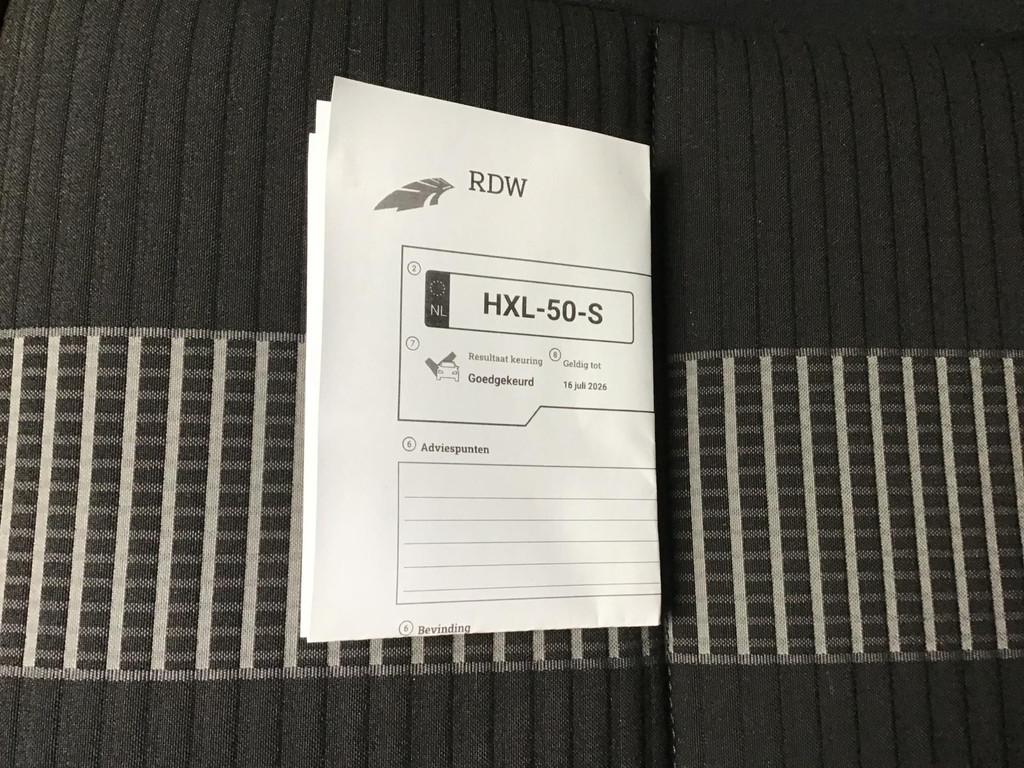 RDW
2
NL HXL-50-S
7 Resultaat keuring 8 Geldig tot
Goedgekeurd 16 juli 2026
6 Adviespunten
6 Bevinding